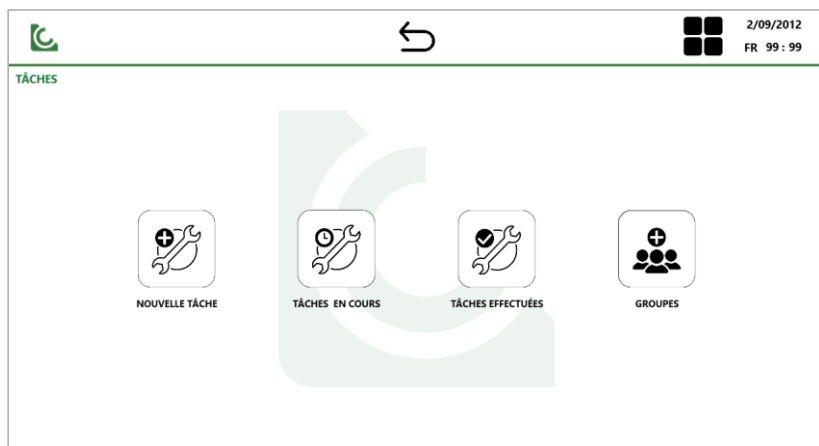 2/09/2012
FR 99 : 99
TÂCHES
NOUVELLE TÂCHE
TÂCHES EN COURS
TÂCHES EFFECTUÉES
GROUPES